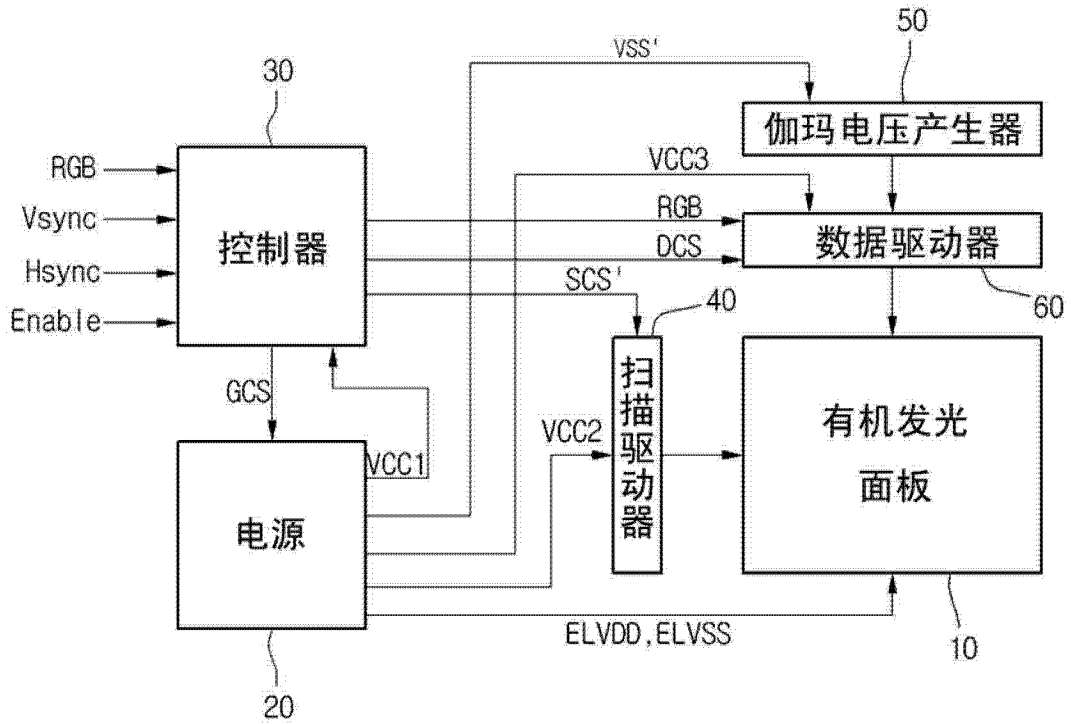 VSS'
50
30
伽玛电压产生器
RGB
VCC3
Vsync
RGB
控制器
数据驱动器
DCS
Hsync
SCS'
40
60
Enable
GCS
扫描驱动器
有机发光
面板
VCC2
VCC1
电源
ELVDD,ELVSS
10
20